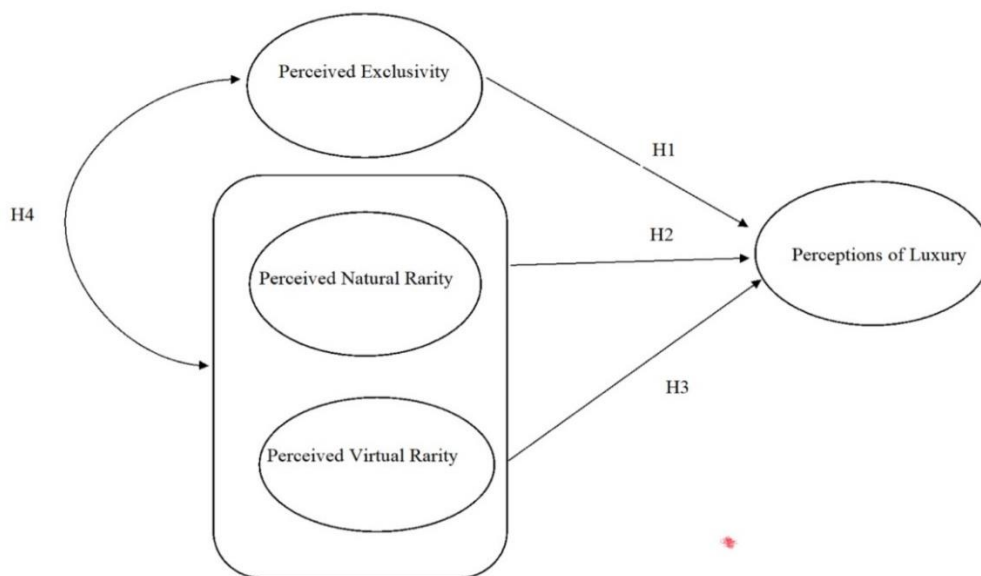 Perceived Exclusivity
H1
H4
H2
Perceived Natural Rarity
Perceptions of Luxury
H3
Perceived Virtual Rarity